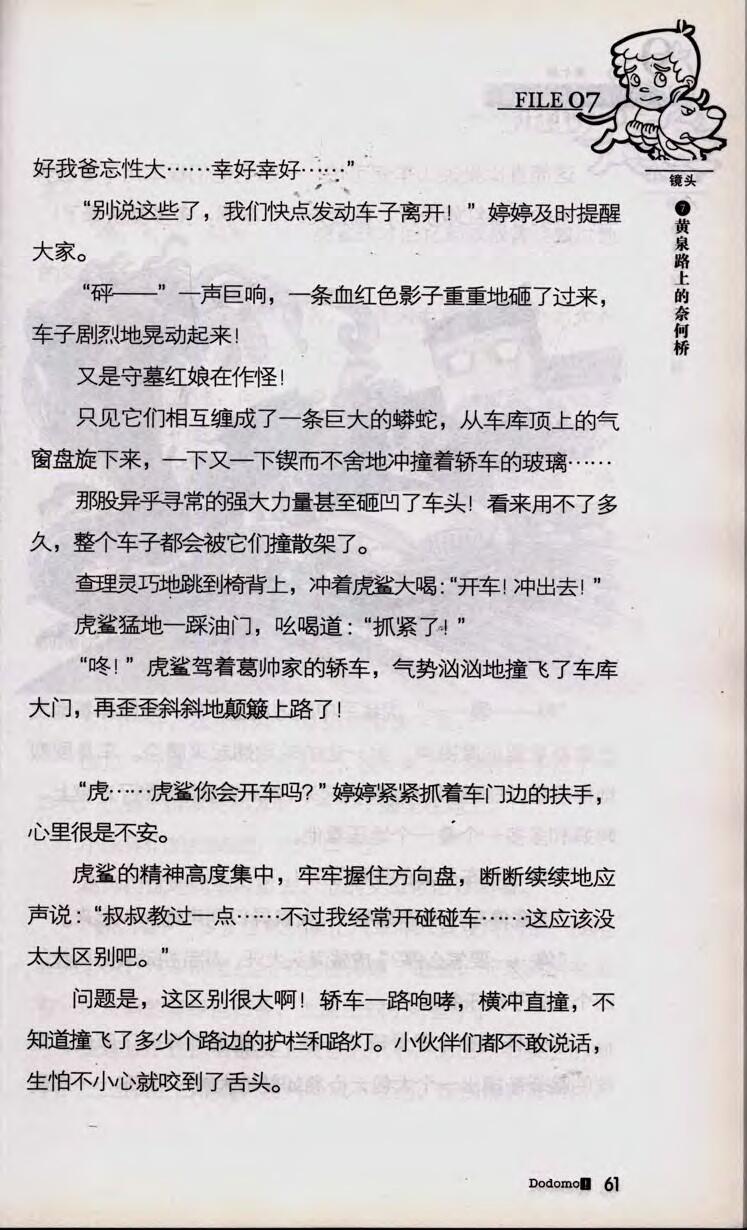 FILE 07
镜头
❼黄泉路上的奈何桥
好我爸忘性大……幸好幸好……”
“别说这些了，我们快点发动车子离开！”婷婷及时提醒
大家。
“砰——”一声巨响，一条血红色影子重重地砸了过来，
车子剧烈地晃动起来！
又是守墓红娘在作怪！
只见它们相互缠成了一条巨大的蟒蛇，从车库顶上的气
窗盘旋下来，一下又一下锲而不舍地冲撞着轿车的玻璃……
那股异乎寻常的强大力量甚至砸凹了车头！看来用不了多
久，整个车子都会被它们撞散架了。
查理灵巧地跳到椅背上，冲着虎鲨大喝：“开车！冲出去！”
虎鲨猛地一踩油门，吆喝道：“抓紧了！”
“咚！”虎鲨驾着葛帅家的轿车，气势汹汹地撞飞了车库
大门，再歪歪斜斜地颠簸上路了！
“虎……虎鲨你会开车吗？”婷婷紧紧抓着车门边的扶手，
心里很是不安。
虎鲨的精神高度集中，牢牢握住方向盘，断断续续地应
声说：“叔叔教过一点……不过我经常开碰碰车……这应该没
太大区别吧。”
问题是，这区别很大啊！轿车一路咆哮，横冲直撞，不
知道撞飞了多少个路边的护栏和路灯。小伙伴们都不敢说话，
生怕不小心就咬到了舌头。
Dodomo! 61